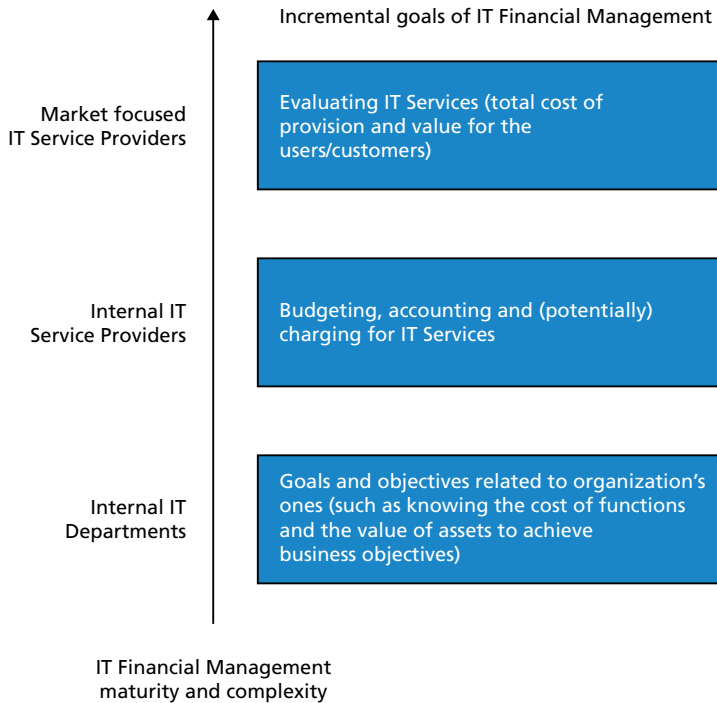 Incremental goals of IT Financial Management
Market focused
IT Service Providers
Evaluating IT Services (total cost of
provision and value for the
users/customers)
Internal IT
Service Providers
Budgeting, accounting and (potentially)
charging for IT Services
Internal IT
Departments
Goals and objectives related to organization's
ones (such as knowing the cost of functions
and the value of assets to achieve
business objectives)
IT Financial Management
maturity and complexity